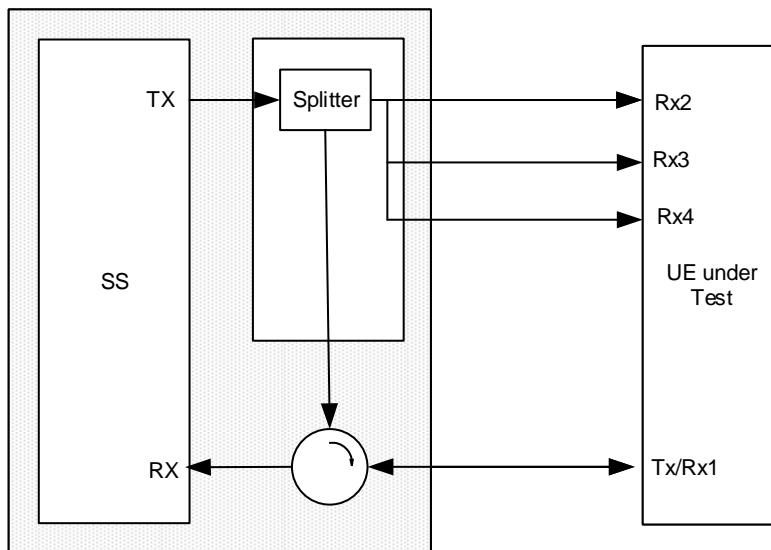 TX
Splitter
Rx2
Rx3
Rx4
SS
UE under
Test
RX
Tx/Rx1